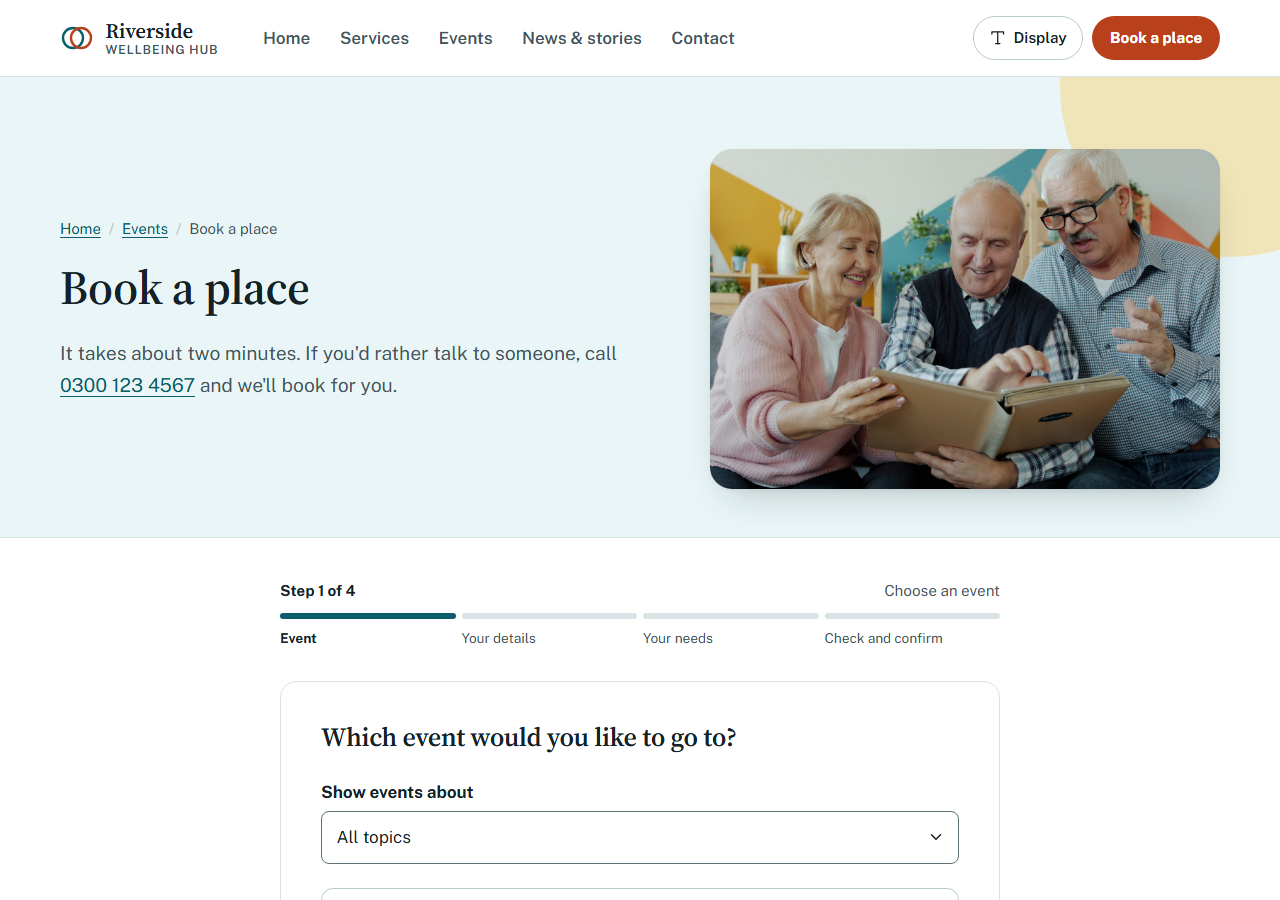 Riverside
WELLBEING HUB
Home
Services
Events
News & stories
Contact
Display
Book a place
Home / Events / Book a place
Book a place
It takes about two minutes. If you'd rather talk to someone, call
0300 123 4567 and we'll book for you.
Step 1 of 4
Choose an event
Event
Your details
Your needs
Check and confirm
Which event would you like to go to?
Show events about
All topics